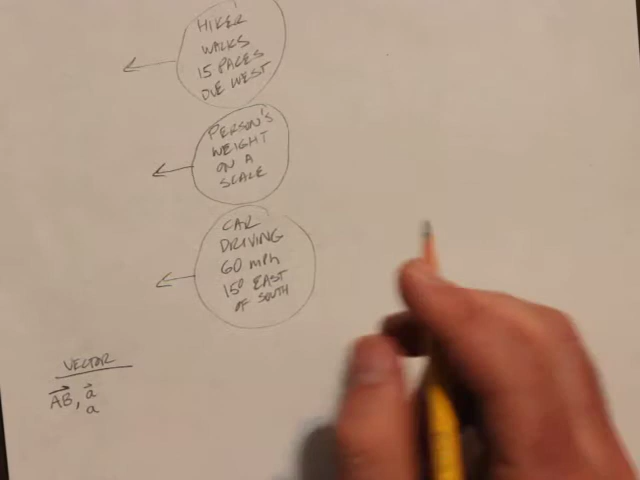 HIKER
WALKS
15 PACES
DUE WEST
PERSON'S
WEIGHT
ON A
SCALE
CAR
DRIVING
60 mph
15° EAST
OF SOUTH
VECTOR
AB, a
a